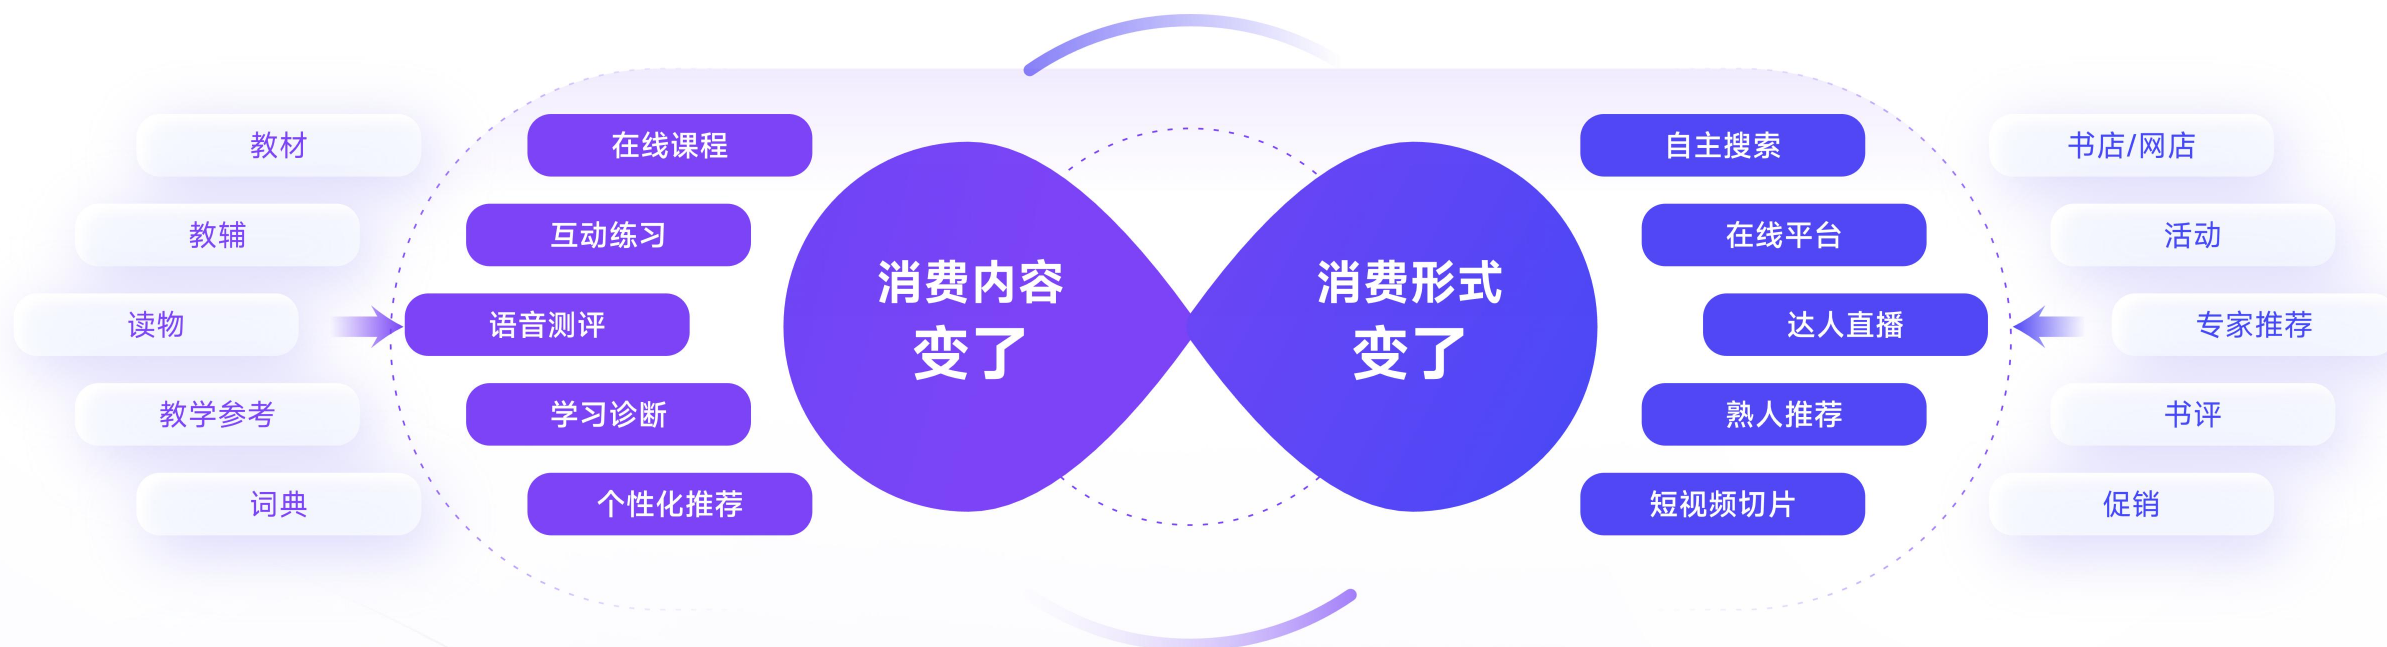 教材
教辅
读物
教学参考
词典
在线课程
互动练习
语音测评
学习诊断
个性化推荐
消费内容
变了
消费形式
变了
自主搜索
在线平台
达人直播
熟人推荐
短视频切片
书店/网店
活动
专家推荐
书评
促销